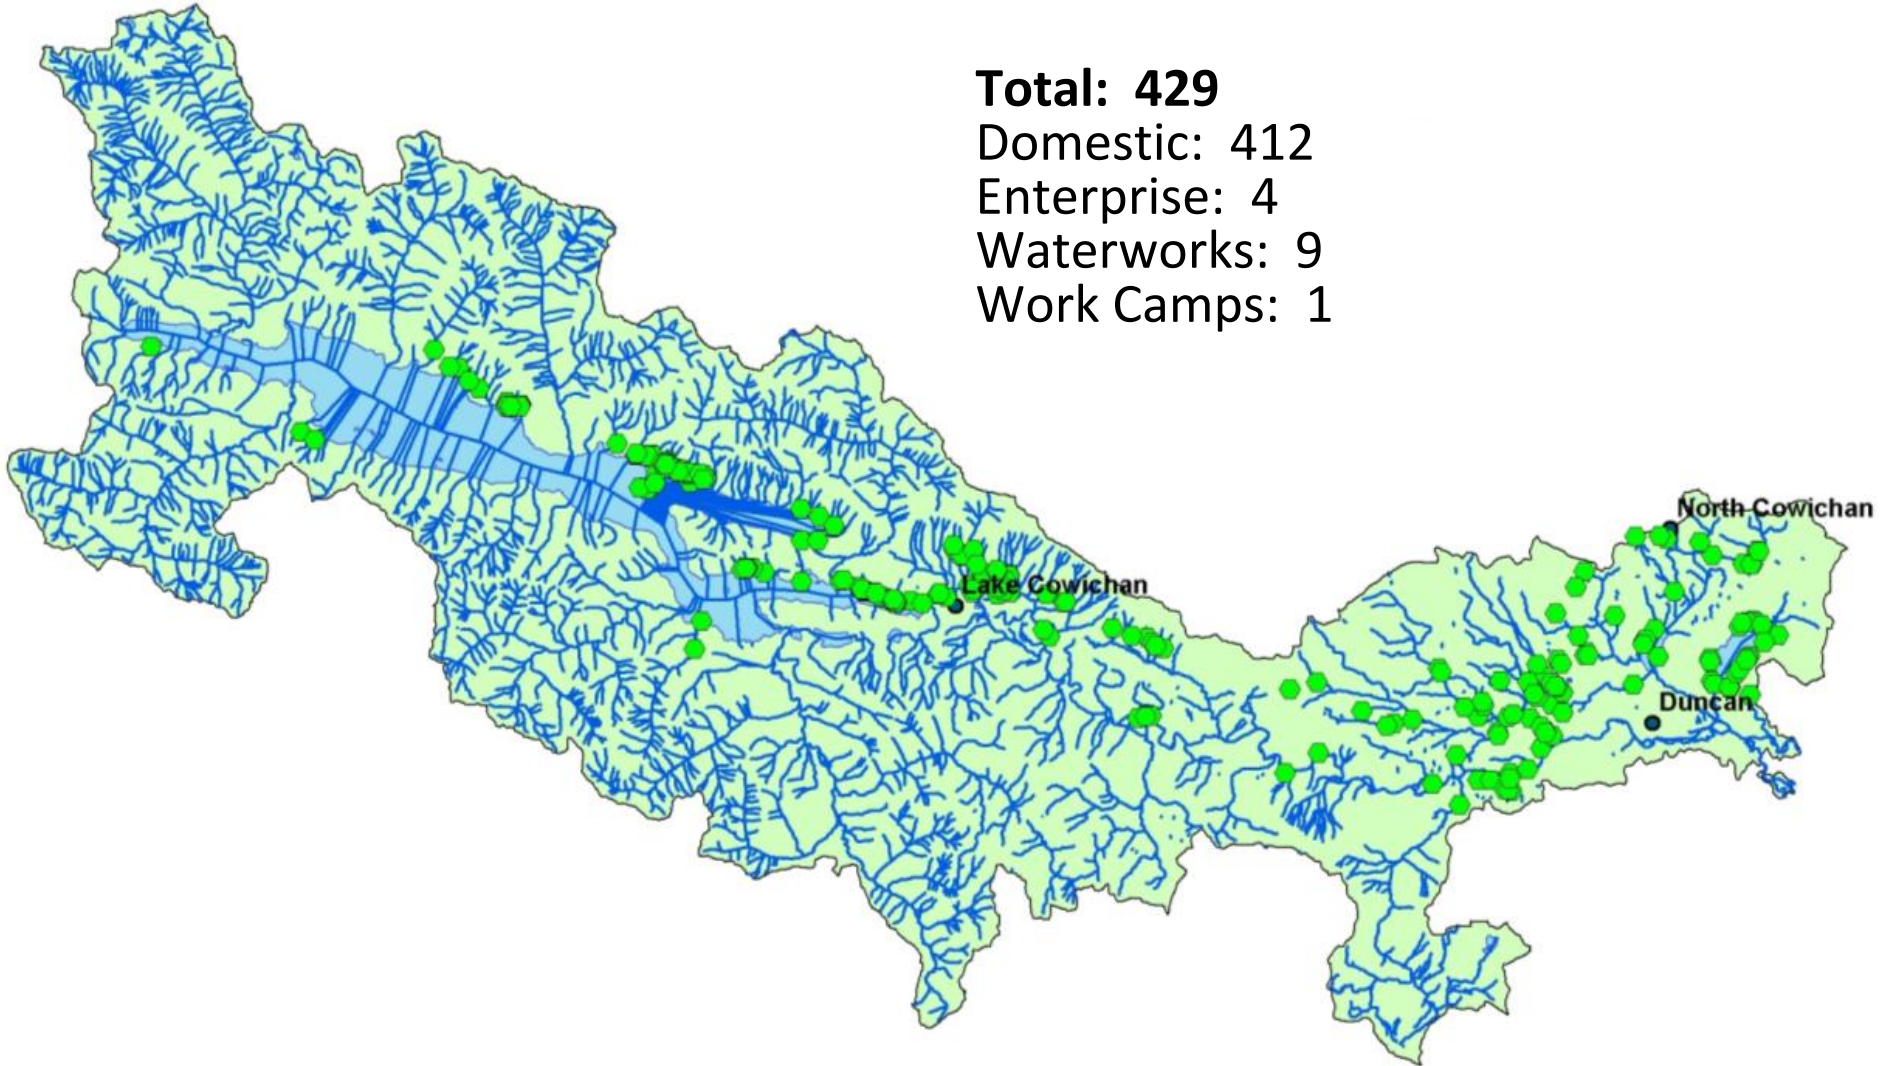 Total: 429
Domestic: 412
Enterprise: 4
Waterworks: 9
Work Camps: 1
North Cowichan
Lake Cowichan
Duncan